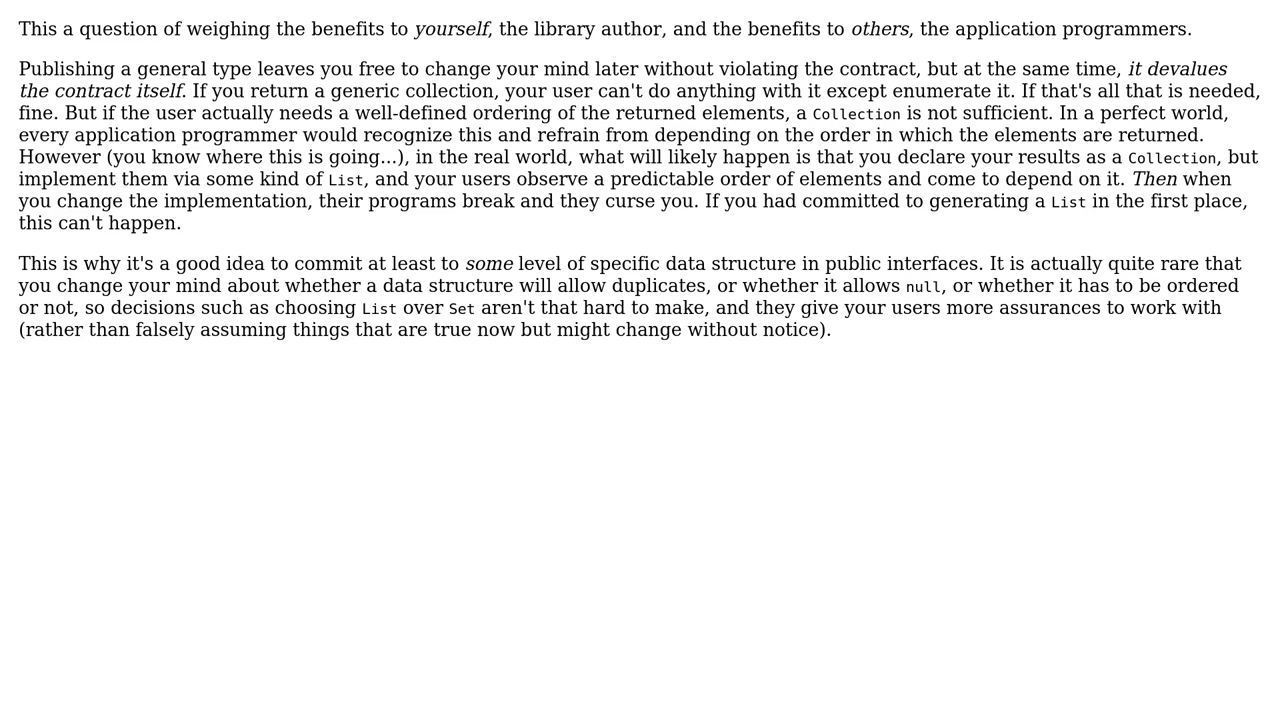 This a question of weighing the benefits to yourself, the library author, and the benefits to others, the application programmers.
Publishing a general type leaves you free to change your mind later without violating the contract, but at the same time, it devalues
the contract itself. If you return a generic collection, your user can't do anything with it except enumerate it. If that's all that is needed,
fine. But if the user actually needs a well-defined ordering of the returned elements, a Collection is not sufficient. In a perfect world,
every application programmer would recognize this and refrain from depending on the order in which the elements are returned.
However (you know where this is going...), in the real world, what will likely happen is that you declare your results as a Collection, but
implement them via some kind of List, and your users observe a predictable order of elements and come to depend on it. Then when
you change the implementation, their programs break and they curse you. If you had committed to generating a List in the first place,
this can't happen.
This is why it's a good idea to commit at least to some level of specific data structure in public interfaces. It is actually quite rare that
you change your mind about whether a data structure will allow duplicates, or whether it allows null, or whether it has to be ordered
or not, so decisions such as choosing List over Set aren't that hard to make, and they give your users more assurances to work with
(rather than falsely assuming things that are true now but might change without notice).